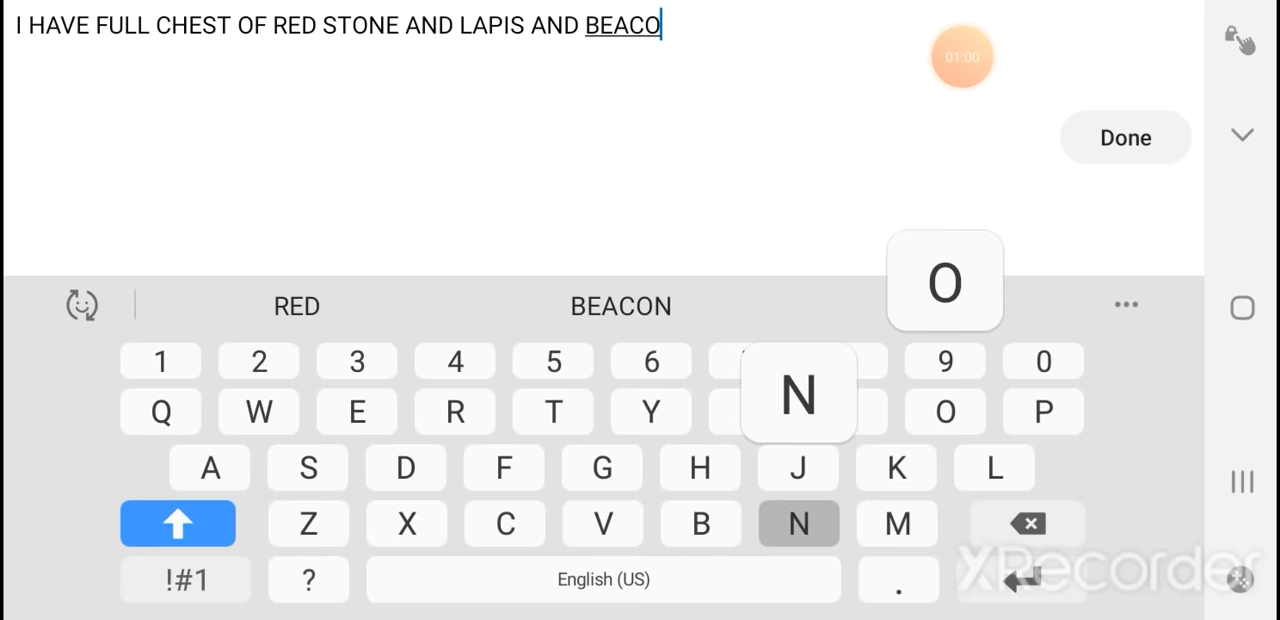 I HAVE FULL CHEST OF RED STONE AND LAPIS AND BEACO
01:00
Done
O
RED BEACON
1 2 3 4 5 6 9 0
N
Q W E R T Y O P
A S D F G H J K L
Z X C V B N M
!#1 ? English (US) .
XRecorder